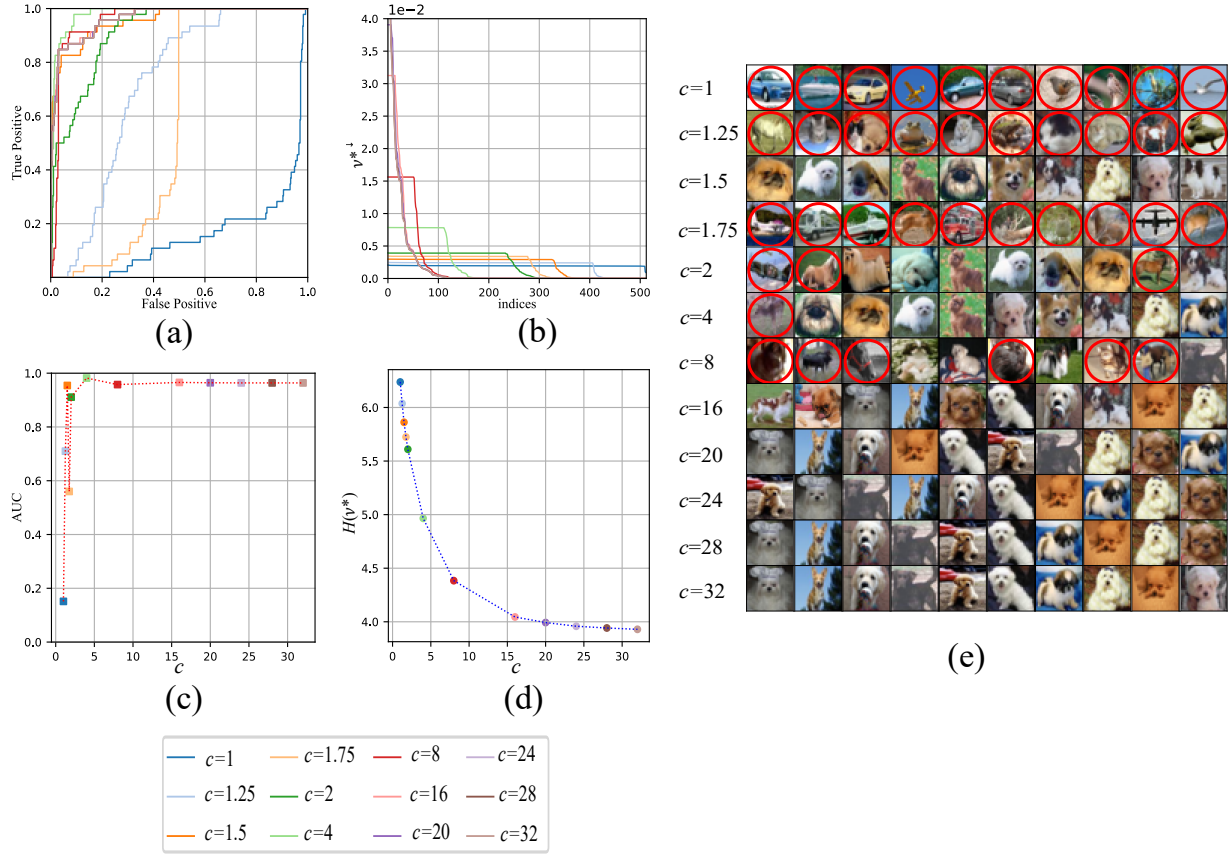 1.0
0.8
0.6
0.4
0.2
True Positive
0.0 0.2 0.4 0.6 0.8 1.0
False Positive
(a)
1e−2
4.0
3.5
3.0
2.5
2.0
1.5
1.0
0.5
0.0
ν*↓
0 100 200 300 400 500
indices
(b)
1.0
0.8
0.6
0.4
0.2
0.0
AUC
0 5 10 15 20 25 30
c
(c)
6.0
5.5
5.0
4.5
4.0
H(ν*)
0 5 10 15 20 25 30
c
(d)
c=1
c=1.25
c=1.5
c=1.75
c=2
c=4
c=8
c=16
c=20
c=24
c=28
c=32
(e)
c=1 c=1.75 c=8 c=24
c=1.25 c=2 c=16 c=28
c=1.5 c=4 c=20 c=32